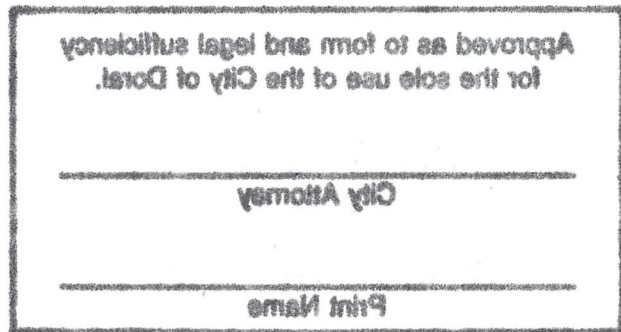 Approved as to form and legal sufficiency
for the sole use of the City of Doral.
City Attorney
Print Name